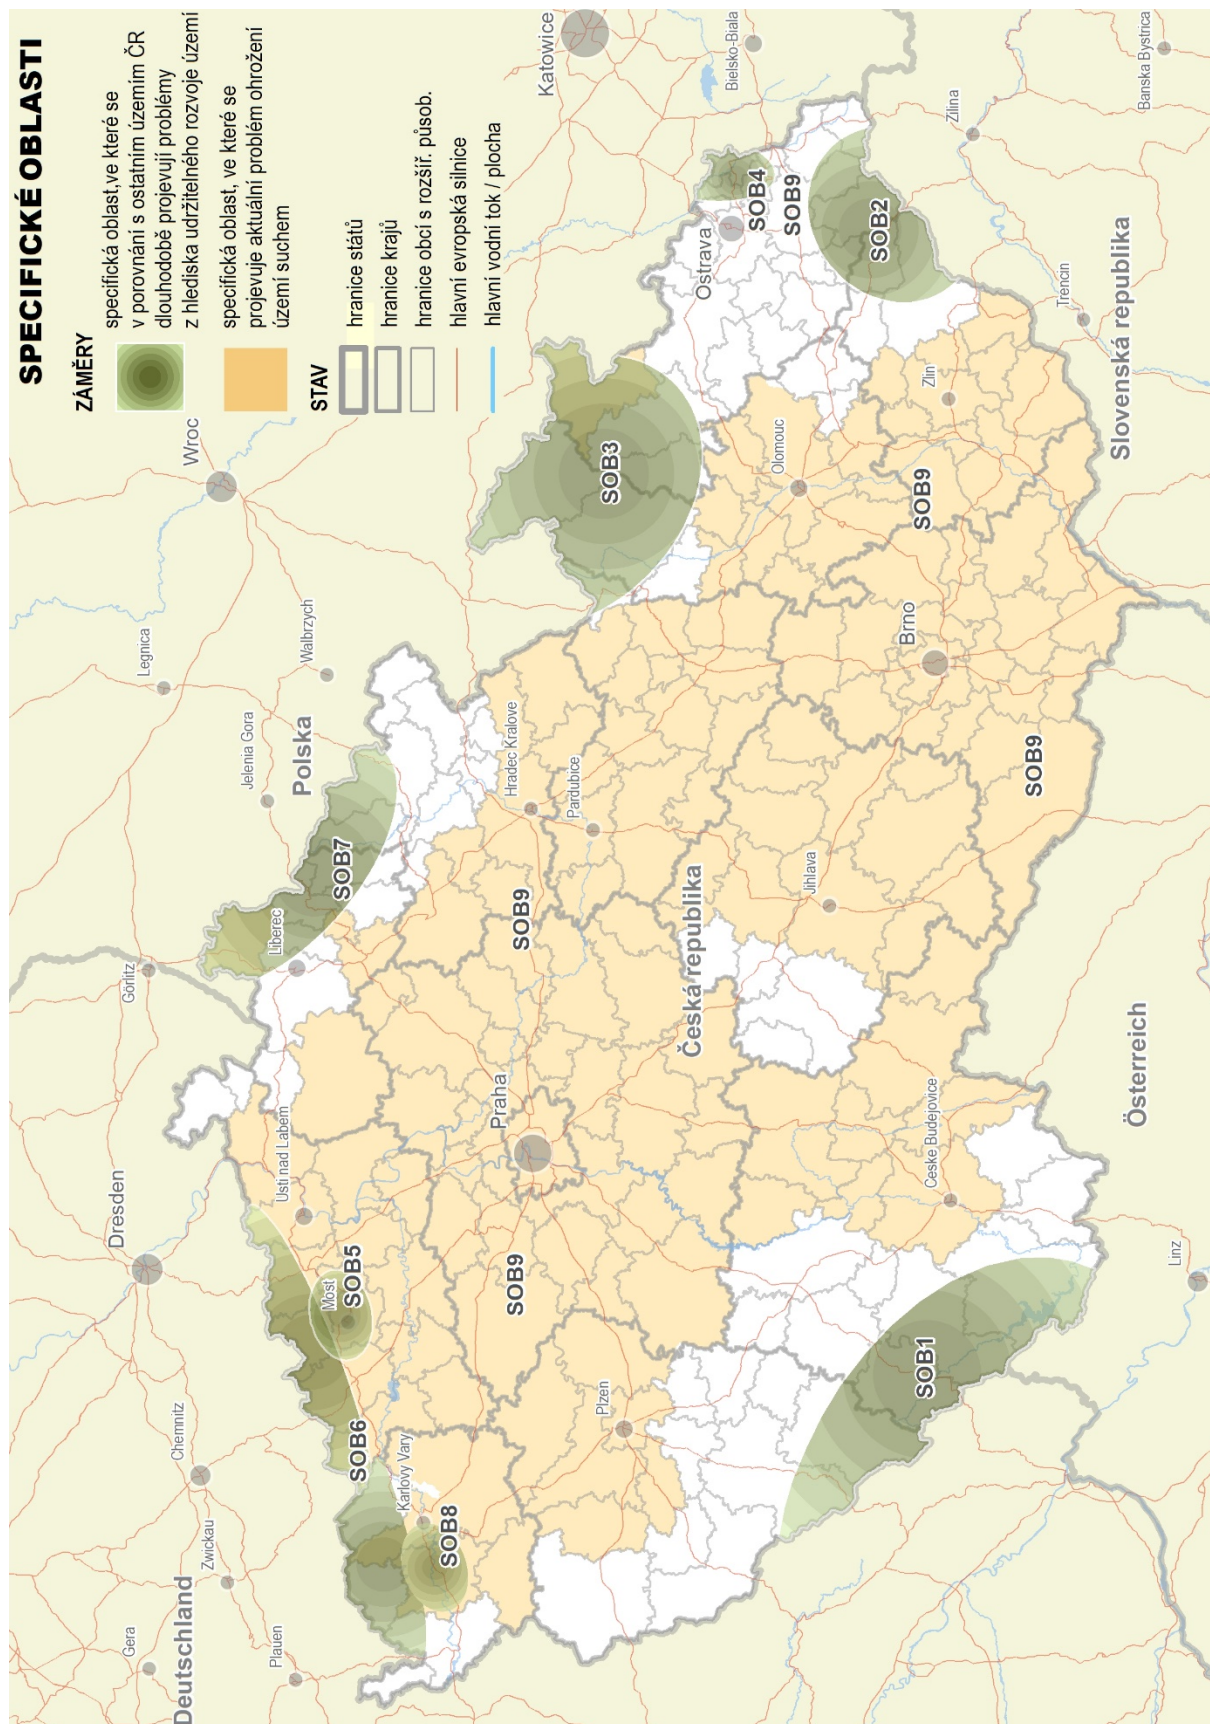 SPECIFICKÉ OBLASTI
ZÁMĚRY
specifická oblast,ve které se
v porovnání s ostatním územím ČR
dlouhodobě projevují problémy
z hlediska udržitelného rozvoje území
specifická oblast, ve které se
projevuje aktuální problém ohrožení
území suchem
STAV
hranice států
hranice krajů
hranice obcí s rozšíř. působ.
hlavní evropská silnice
hlavní vodní tok / plocha
Deutschland
Gera
Plauen
Zwickau
Chemnitz
Dresden
Görlitz
Legnica
Jelenia Gora
Walbrzych
Polska
Wroc
Katowice
Bielsko-Biala
Liberec
SOB7
Usti nad Labem
Most
SOB5
SOB6
Karlovy Vary
SOB8
SOB9
Praha
SOB9
Hradec Kralove
Pardubice
SOB3
Ostrava
SOB4
SOB9
SOB2
Plzen
Česká republika
Jihlava
Olomouc
SOB9
Zlin
Brno
SOB1
Ceske Budejovice
SOB9
Zilina
Banska Bystrica
Trencin
Slovenská republika
Österreich
Linz